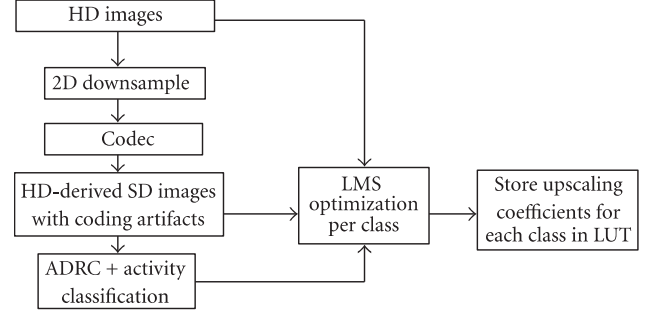 HD images
2D downsample
Codec
HD-derived SD images
with coding artifacts
ADRC + activity
classification
LMS
optimization
per class
Store upscaling
coefficients for
each class in LUT